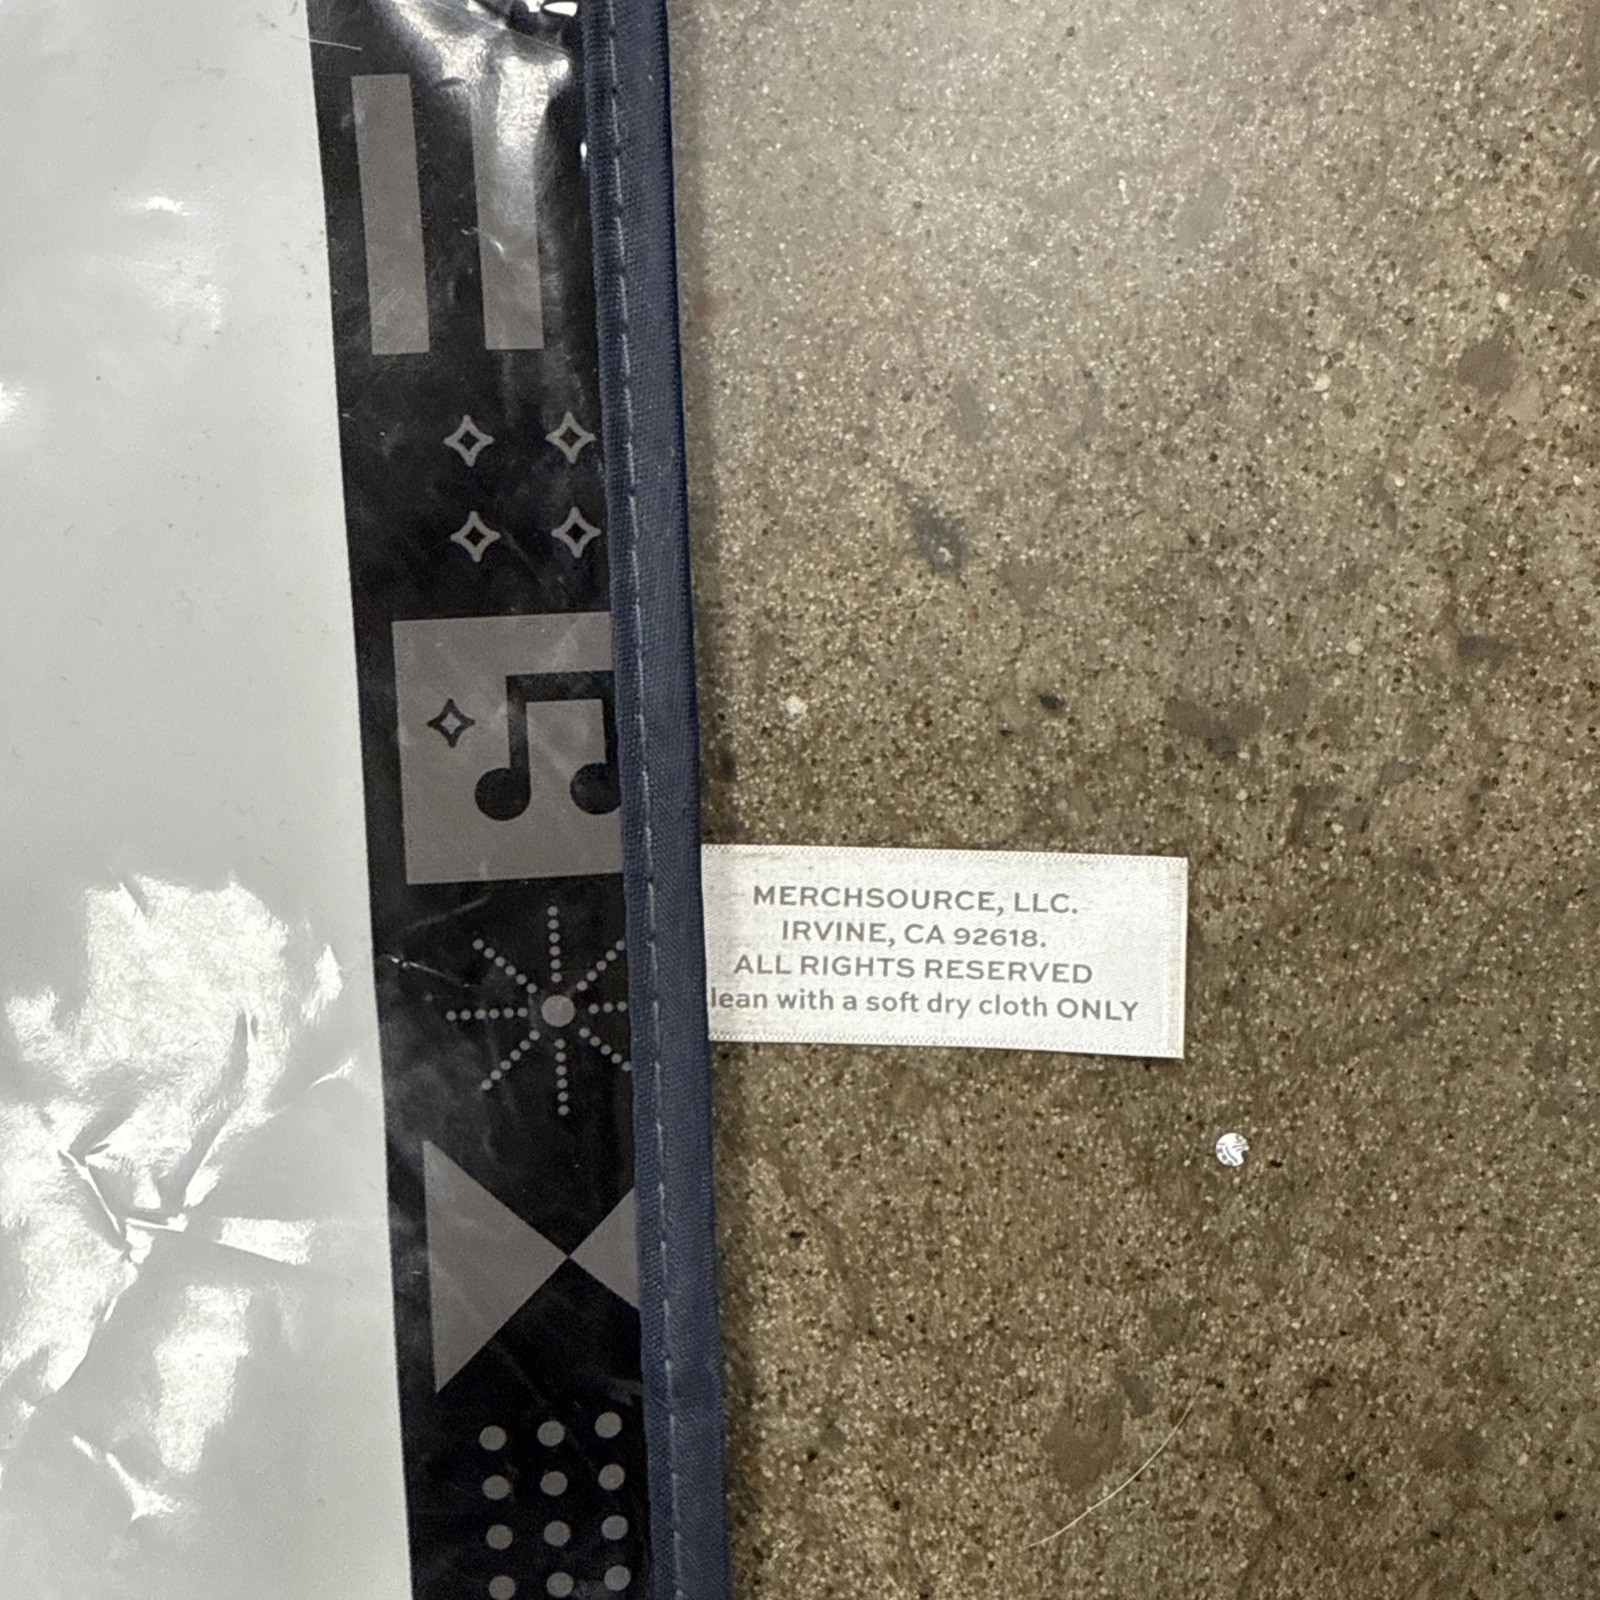 MERCHSOURCE, LLC.
IRVINE, CA 92618.
ALL RIGHTS RESERVED
lean with a soft dry cloth ONLY